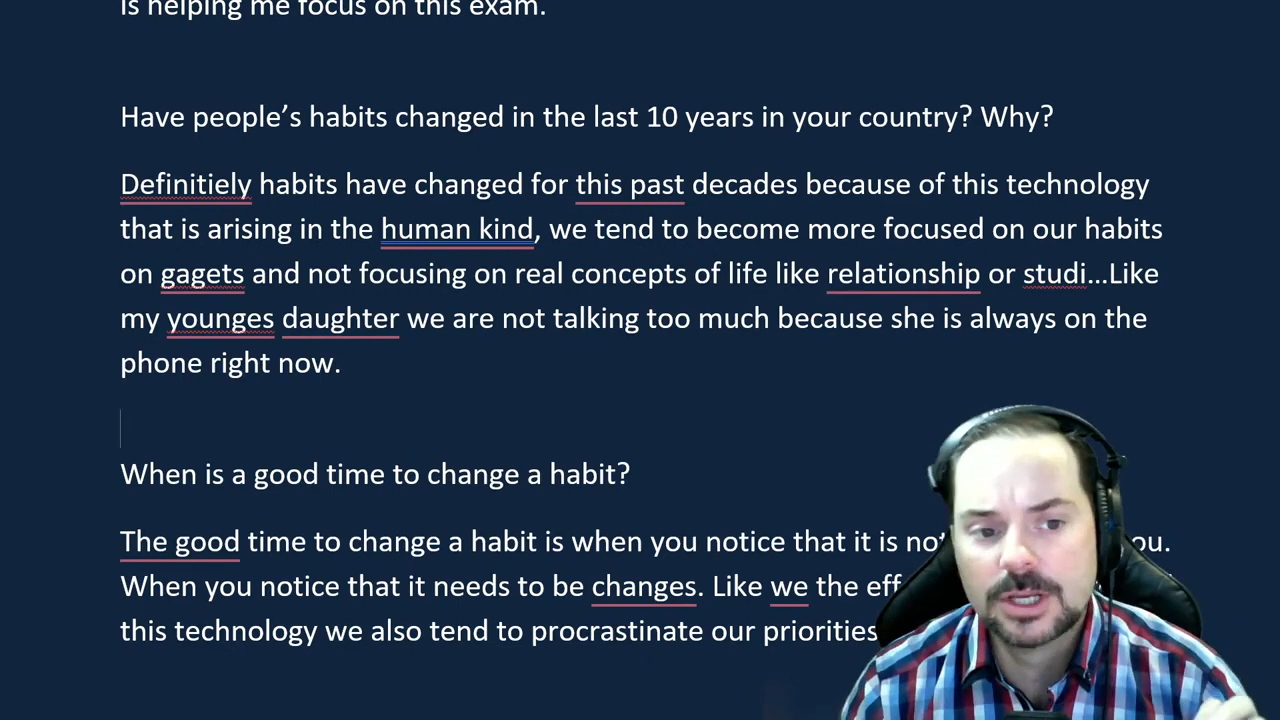 is helping me focus on this exam.
Have people’s habits changed in the last 10 years in your country? Why?
Definitiely habits have changed for this past decades because of this technology
that is arising in the human kind, we tend to become more focused on our habits
on gagets and not focusing on real concepts of life like relationship or studi...Like
my younges daughter we are not talking too much because she is always on the
phone right now.
When is a good time to change a habit?
The good time to change a habit is when you notice that it is
When you notice that it needs to be changes. Like we the
this technology we also tend to procrastinate our priorities